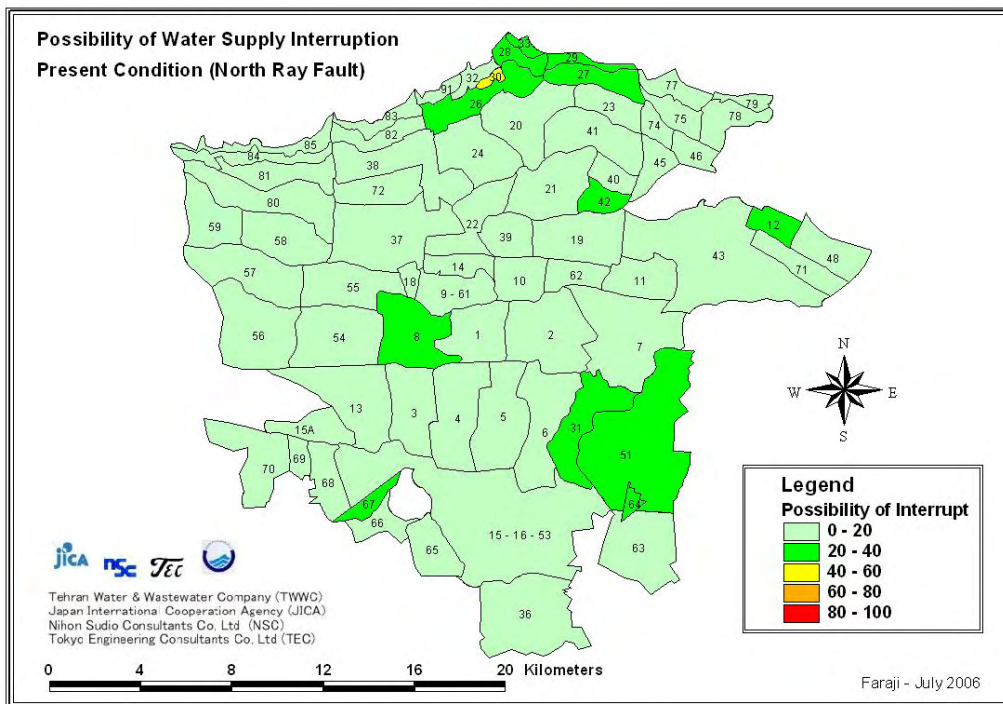 Possibility of Water Supply Interruption
Present Condition (North Ray Fault)
33
28
29
32
30
27
77
91
26
79
83
23
75
78
20
74
82
41
85
24
46
84
38
45
81
40
72
21
80
42
22
12
59
58
37
39
19
43
48
14
71
57
18
10
62
11
55
9 - 61
56
54
8
1
2
7
N
W
E
S
13
3
4
5
6
31
15A
51
69
70
68
67
64
66
15 - 16 - 53
65
63
36
Legend
Possibility of Interrupt
0 - 20
20 - 40
40 - 60
60 - 80
80 - 100
JICA
nsc
TEC
Tehran Water & Wastewater Company (TWWC)
Japan International Cooperation Agency (JICA)
Nihon Sudio Consultants Co, Ltd (NSC)
Tokyo Engineering Consultants Co, Ltd (TEC)
0 4 8 12 16 20 Kilometers
Faraji - July 2006